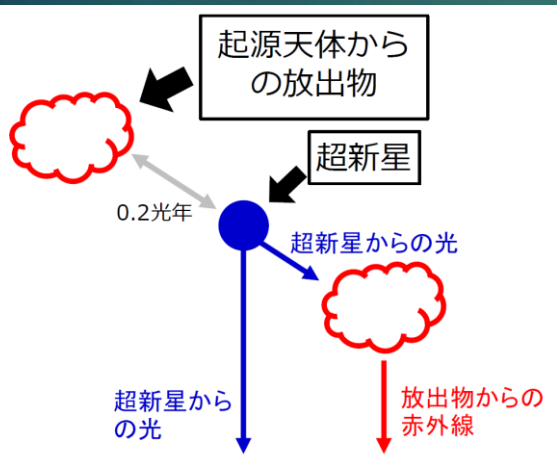 起源天体から
の放出物
超新星
0.2光年
超新星からの光
超新星から
の光
放出物からの
赤外線